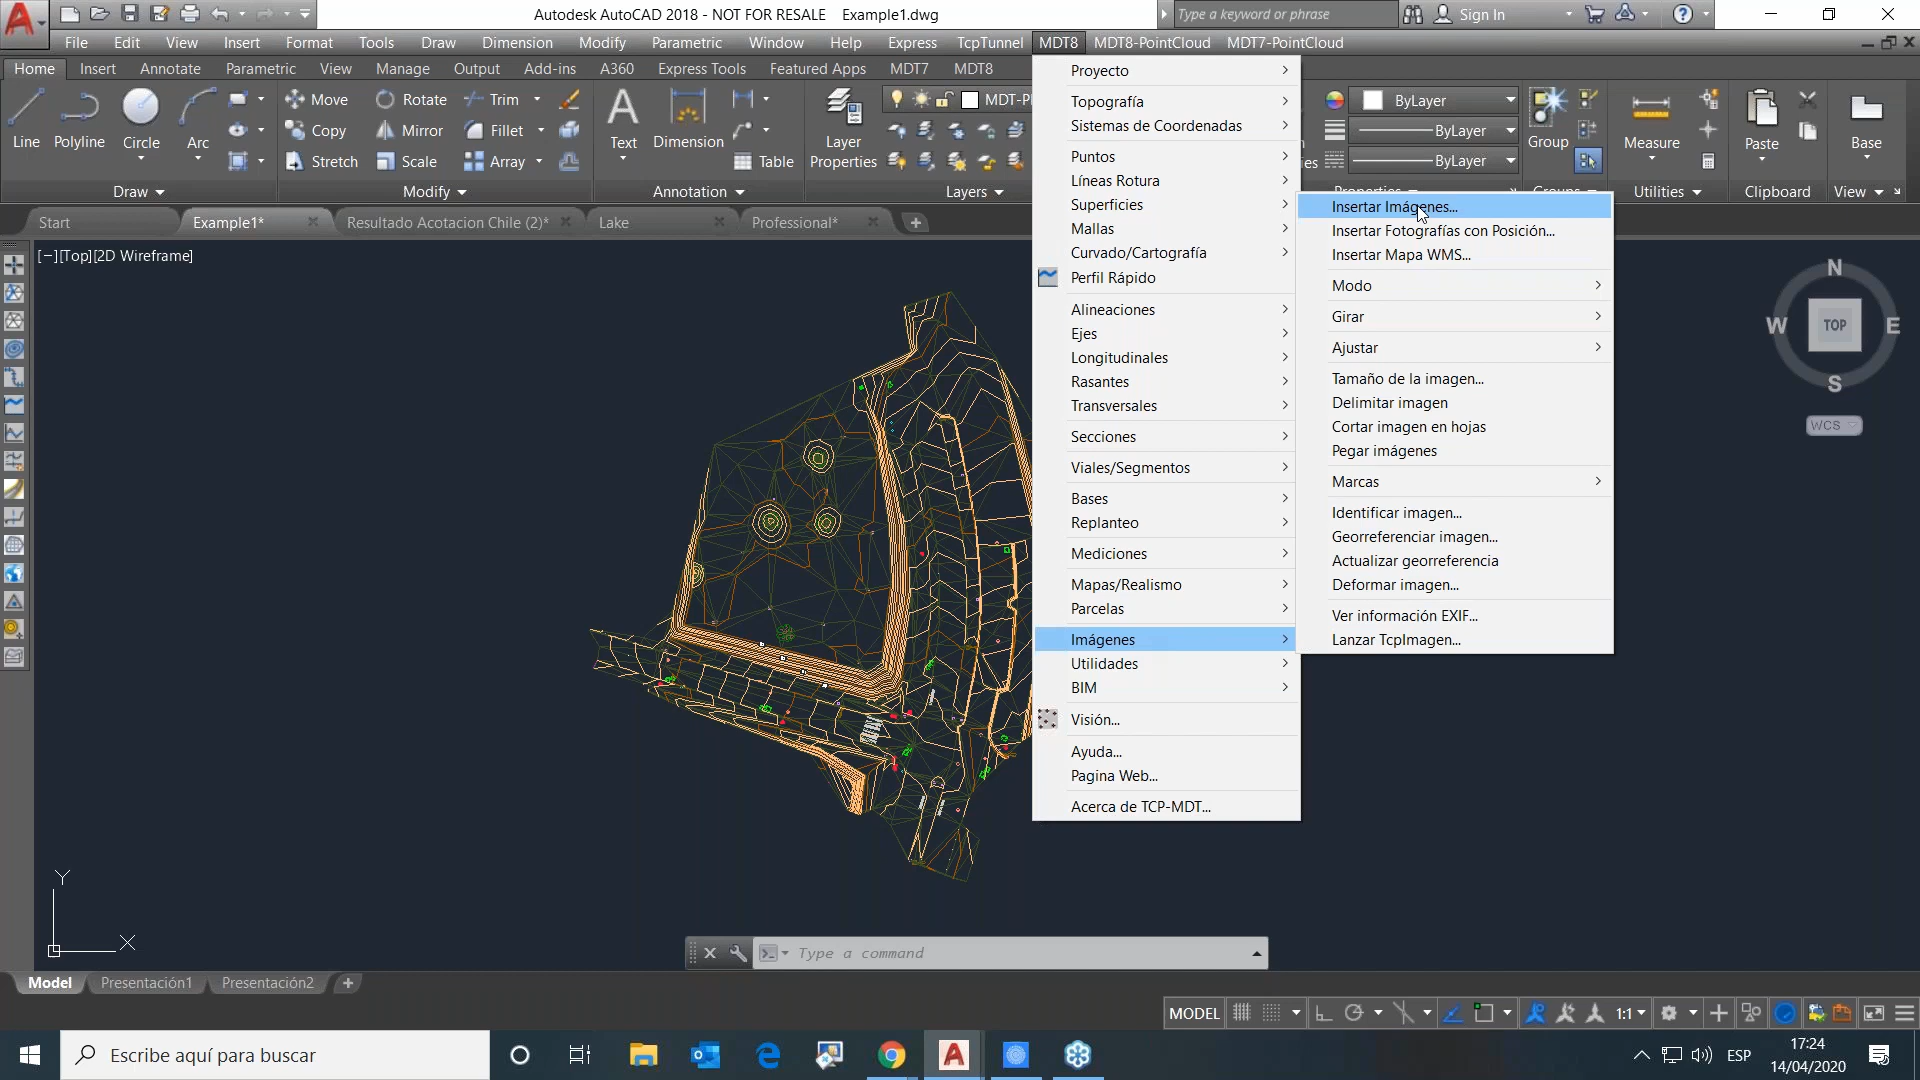 Autodesk AutoCAD 2018 - NOT FOR RESALE    Example1.dwg
Type a keyword or phrase
Sign In
File Edit View Insert Format Tools Draw Dimension Modify Parametric Window Help Express TcpTunnel MDT8 MDT8-PointCloud MDT7-PointCloud
Home Insert Annotate Parametric View Manage Output Add-ins A360 Express Tools Featured Apps MDT7 MDT8
Line Polyline Circle Arc
Move Rotate Trim
Copy Mirror Fillet
Stretch Scale Array
Text Dimension Table
Layer
Properties
MDT-P
ByLayer
ByLayer
ByLayer
Group
Measure
Paste
Base
Draw Modify Annotation Layers Properties Groups Utilities Clipboard View
Start Example1* Resultado Acotacion Chile (2)* Lake Professional*
[−][Top][2D Wireframe]
Proyecto
Topografía
Sistemas de Coordenadas
Puntos
Líneas Rotura
Superficies
Mallas
Curvado/Cartografía
Perfil Rápido
Alineaciones
Ejes
Longitudinales
Rasantes
Transversales
Secciones
Viales/Segmentos
Bases
Replanteo
Mediciones
Mapas/Realismo
Parcelas
Imágenes
Utilidades
BIM
Visión...
Ayuda...
Pagina Web...
Acerca de TCP-MDT...
Insertar Imágenes...
Insertar Fotografías con Posición...
Insertar Mapa WMS...
Modo
Girar
Ajustar
Tamaño de la imagen...
Delimitar imagen
Cortar imagen en hojas
Pegar imágenes
Marcas
Identificar imagen...
Georreferenciar imagen...
Actualizar georreferencia
Deformar imagen...
Ver información EXIF...
Lanzar TcpImagen...
N
W TOP E
S
WCS
Y
X
Type a command
Model Presentación1 Presentación2
MODEL 1:1
Escribe aquí para buscar
ESP
17:24
14/04/2020